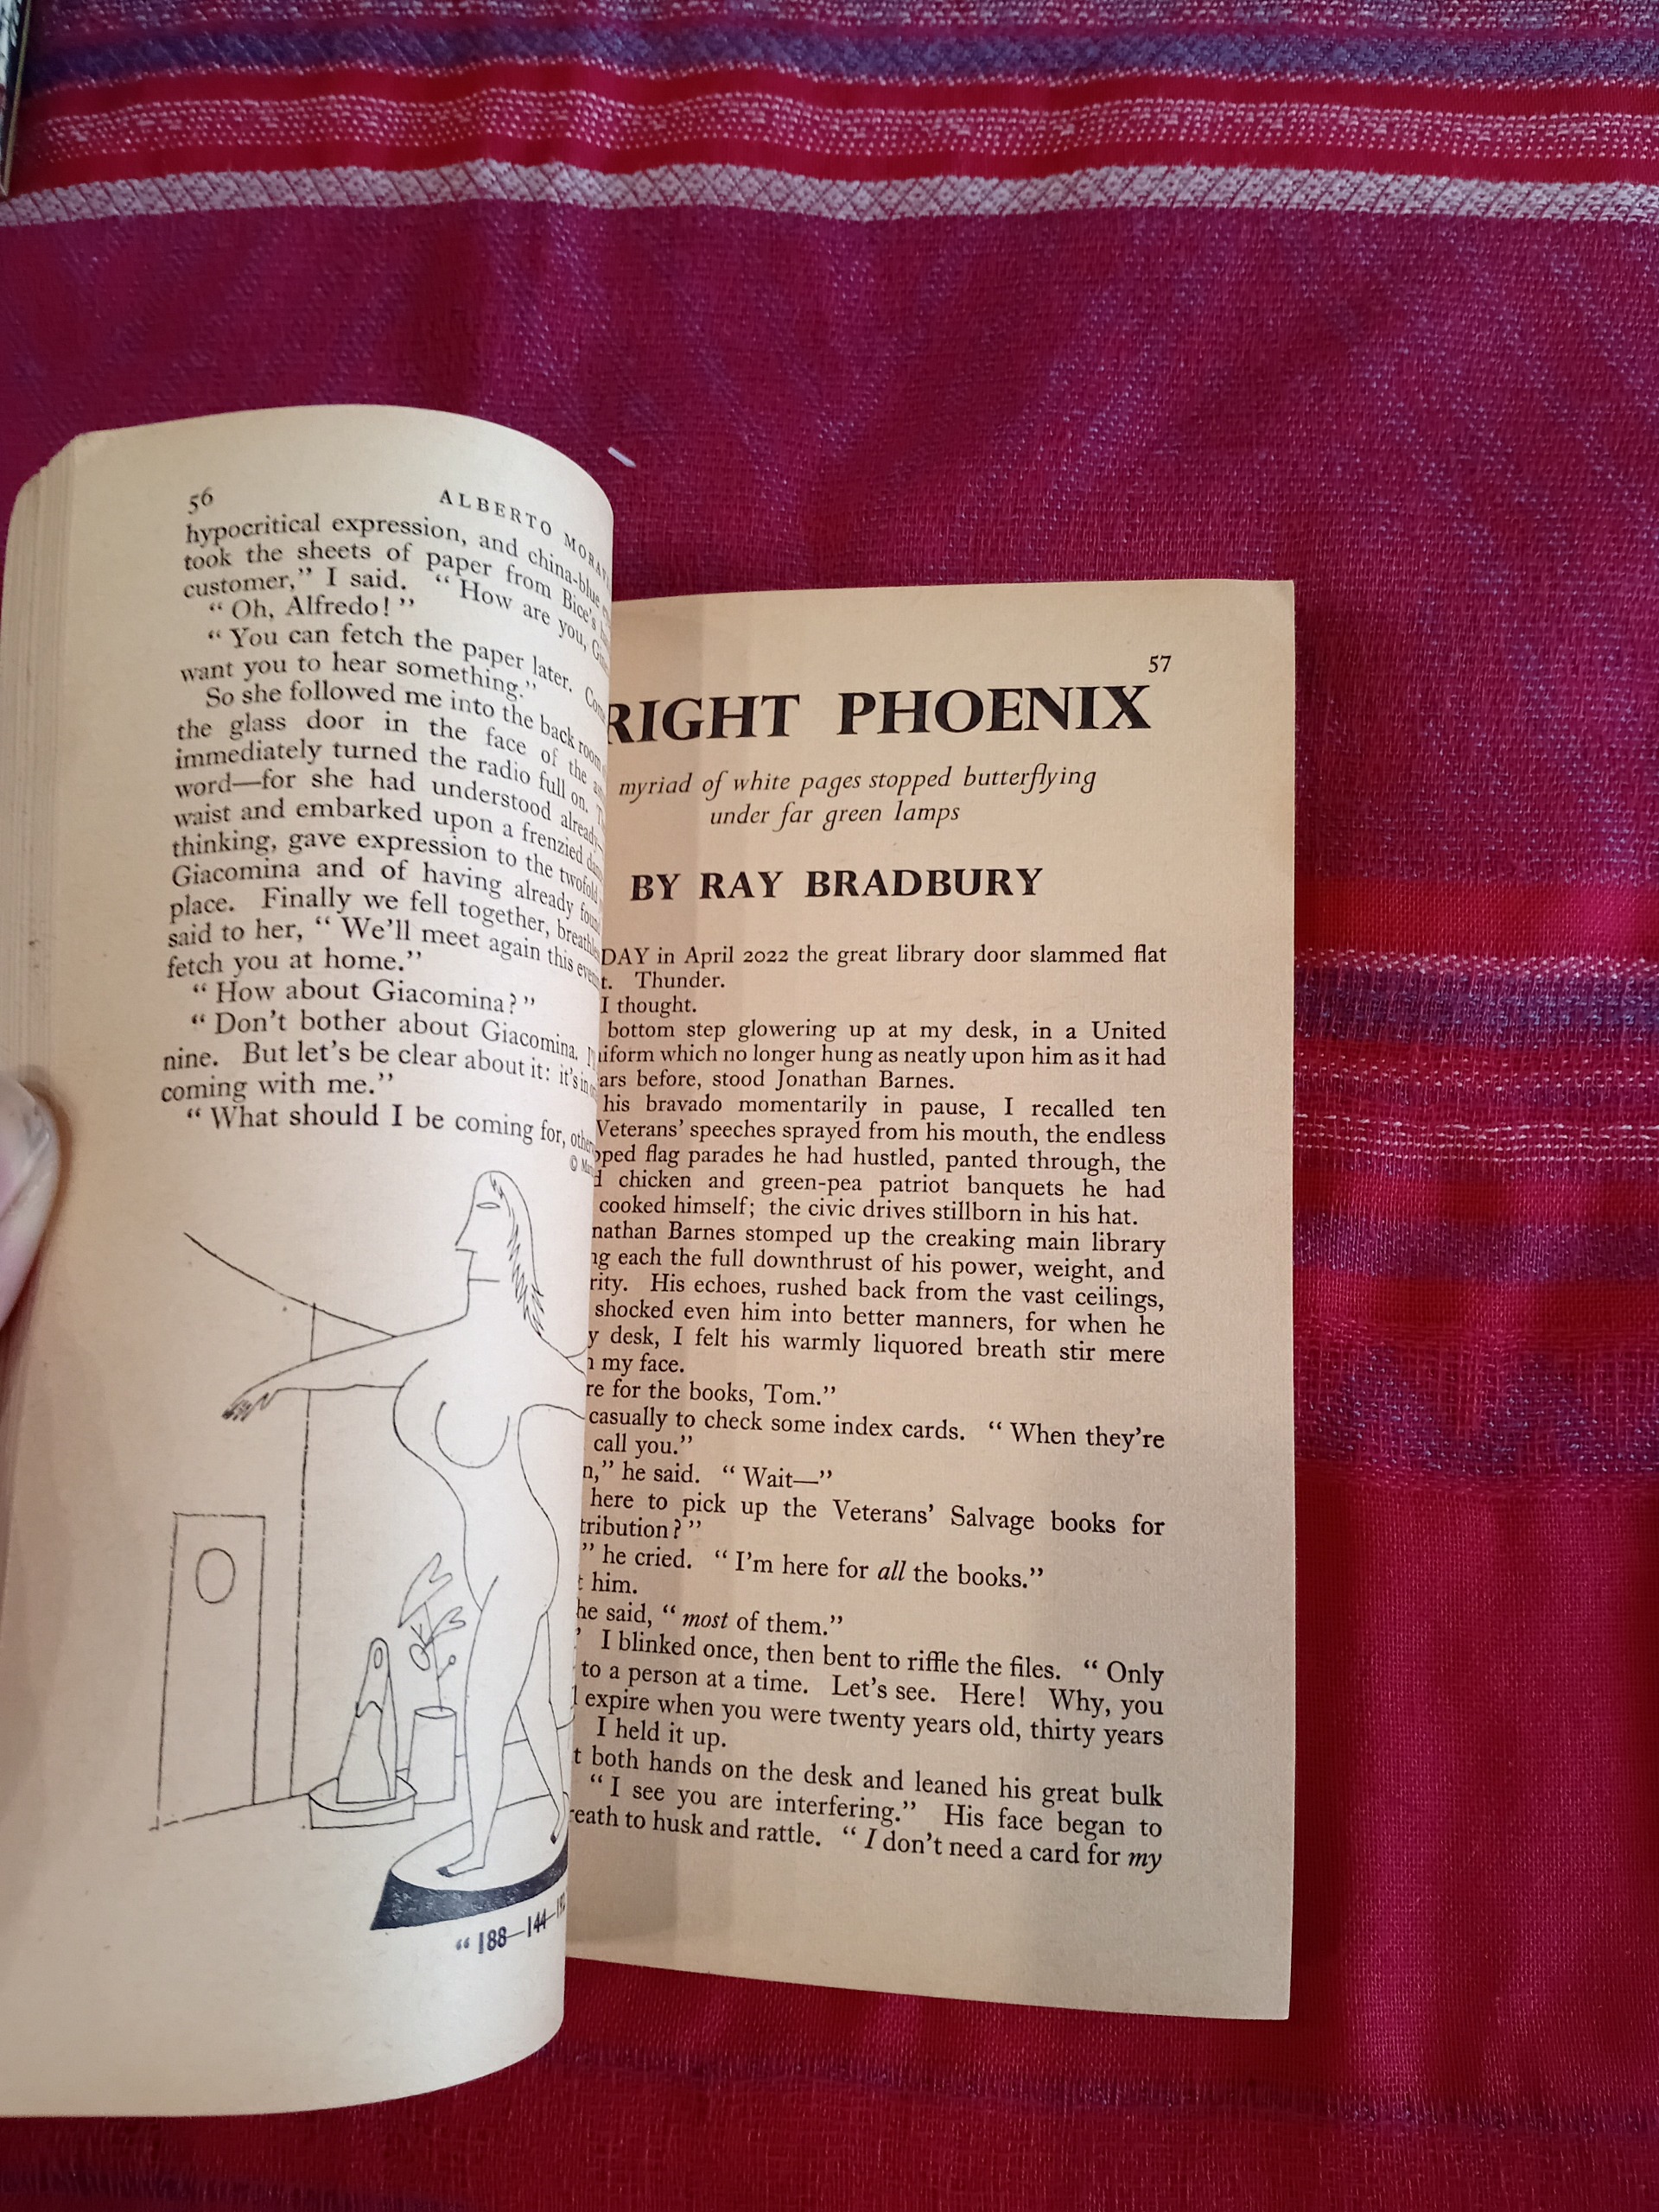 56
ALBERTO
hypocritical expression, and china-blue
took the sheets of paper from Bice's
customer,” I said. “ How are you,
“ Oh, Alfredo! ”
“ You can fetch the paper later.
want you to hear something.”
So she followed me into the back room
the glass door in the face of the
immediately turned the radio full on.
word—for she had understood already
waist and embarked upon a frenzied
thinking, gave expression to the twofold
Giacomina and of having already found
place. Finally we fell together,
said to her, “ We'll meet again this
fetch you at home.”
“ How about Giacomina? ”
“ Don't bother about Giacomina.
nine. But let's be clear about it: it's in
coming with me.”
“ What should I be coming for,
©
“ 188—144—
57
RIGHT PHOENIX
myriad of white pages stopped butterflying
under far green lamps
BY RAY BRADBURY
DAY in April 2022 the great library door slammed flat
t. Thunder.
I thought.
bottom step glowering up at my desk, in a United
iform which no longer hung as neatly upon him as it had
ars before, stood Jonathan Barnes.
his bravado momentarily in pause, I recalled ten
Veterans' speeches sprayed from his mouth, the endless
pped flag parades he had hustled, panted through, the
d chicken and green-pea patriot banquets he had
cooked himself; the civic drives stillborn in his hat.
nathan Barnes stomped up the creaking main library
ng each the full downthrust of his power, weight, and
rity. His echoes, rushed back from the vast ceilings,
shocked even him into better manners, for when he
y desk, I felt his warmly liquored breath stir mere
n my face.
re for the books, Tom.”
casually to check some index cards. “ When they're
call you.”
n,” he said. “ Wait—”
here to pick up the Veterans' Salvage books for
tribution? ”
” he cried. “ I'm here for all the books.”
t him.
he said, “ most of them.”
” I blinked once, then bent to riffle the files. “ Only
to a person at a time. Let's see. Here! Why, you
l expire when you were twenty years old, thirty years
I held it up.
t both hands on the desk and leaned his great bulk
“ I see you are interfering.” His face began to
reath to husk and rattle. “ I don't need a card for my